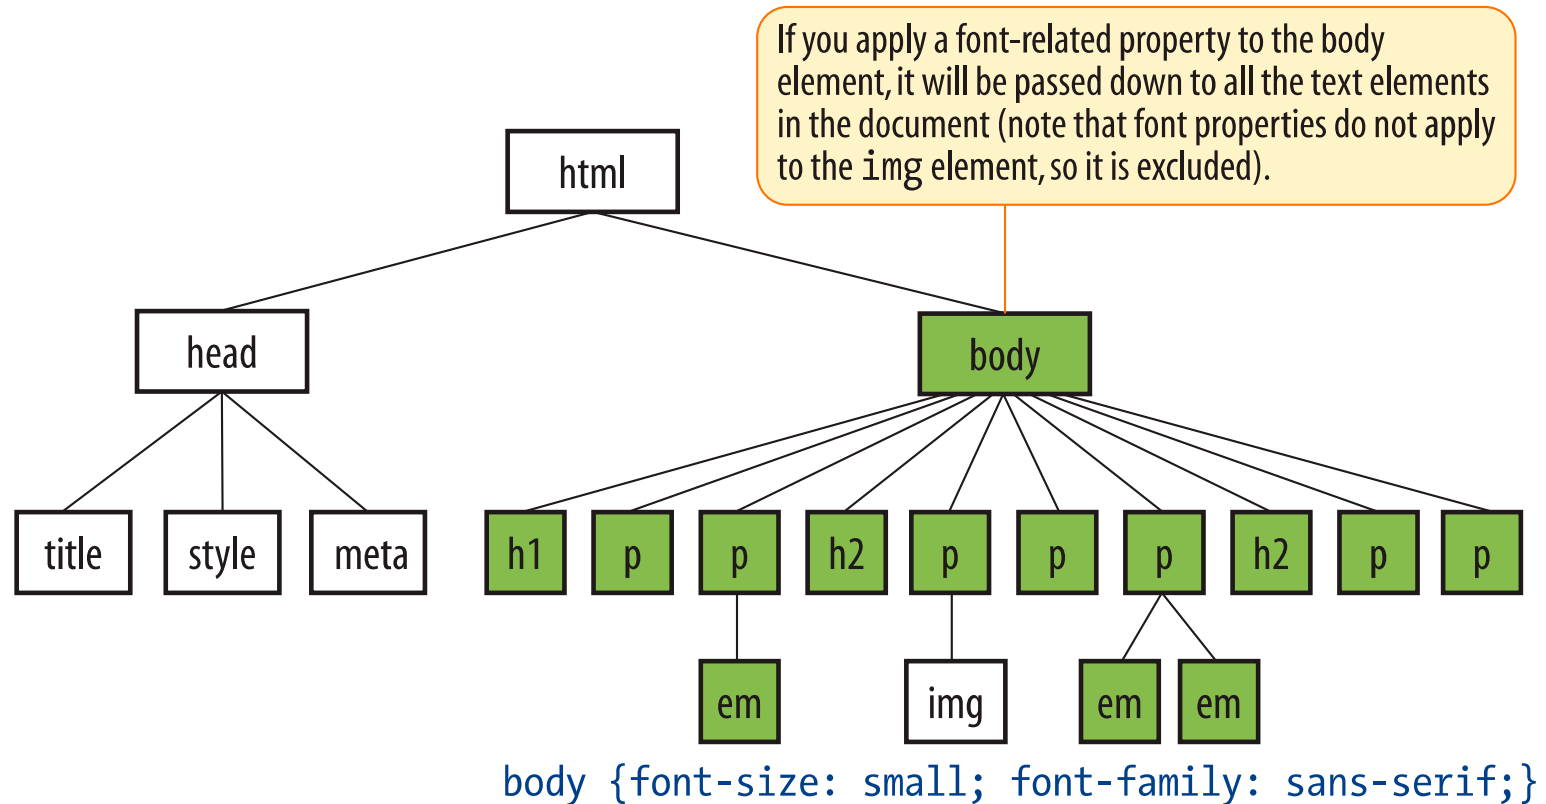 If you apply a font-related property to the body
element, it will be passed down to all the text elements
in the document (note that font properties do not apply
to the img element, so it is excluded).
html
head
body
title
style
meta
h1
p
p
h2
p
p
p
h2
p
p
em
img
em
em
body {font-size: small; font-family: sans-serif;}